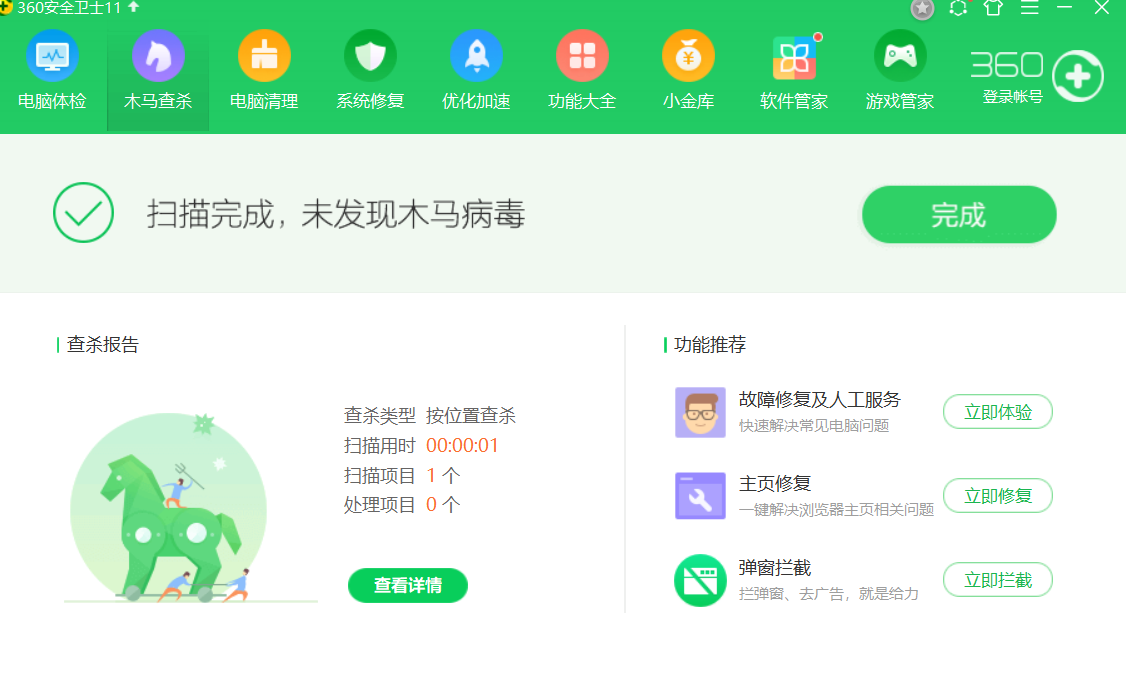 360安全卫士11
电脑体检
木马查杀
电脑清理
系统修复
优化加速
功能大全
小金库
软件管家
游戏管家
360
登录帐号
扫描完成，未发现木马病毒
完成
查杀报告
查杀类型 按位置查杀
扫描用时 00:00:01
扫描项目 1 个
处理项目 0 个
查看详情
功能推荐
故障修复及人工服务
快速解决常见电脑问题
立即体验
主页修复
一键解决浏览器主页相关问题
立即修复
弹窗拦截
拦弹窗、去广告，就是给力
立即拦截